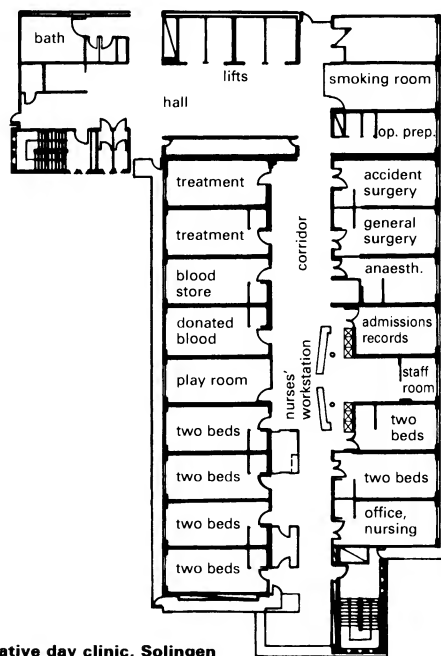 bath
lifts
smoking room
hall
op. prep.
treatment
accident
surgery
treatment
general
surgery
corridor
blood
store
anaesth.
donated
blood
admissions
records
nurses'
workstation
play room
staff
room
two beds
two
beds
two beds
two beds
two beds
office,
nursing
two beds
ative day clinic, Solingen